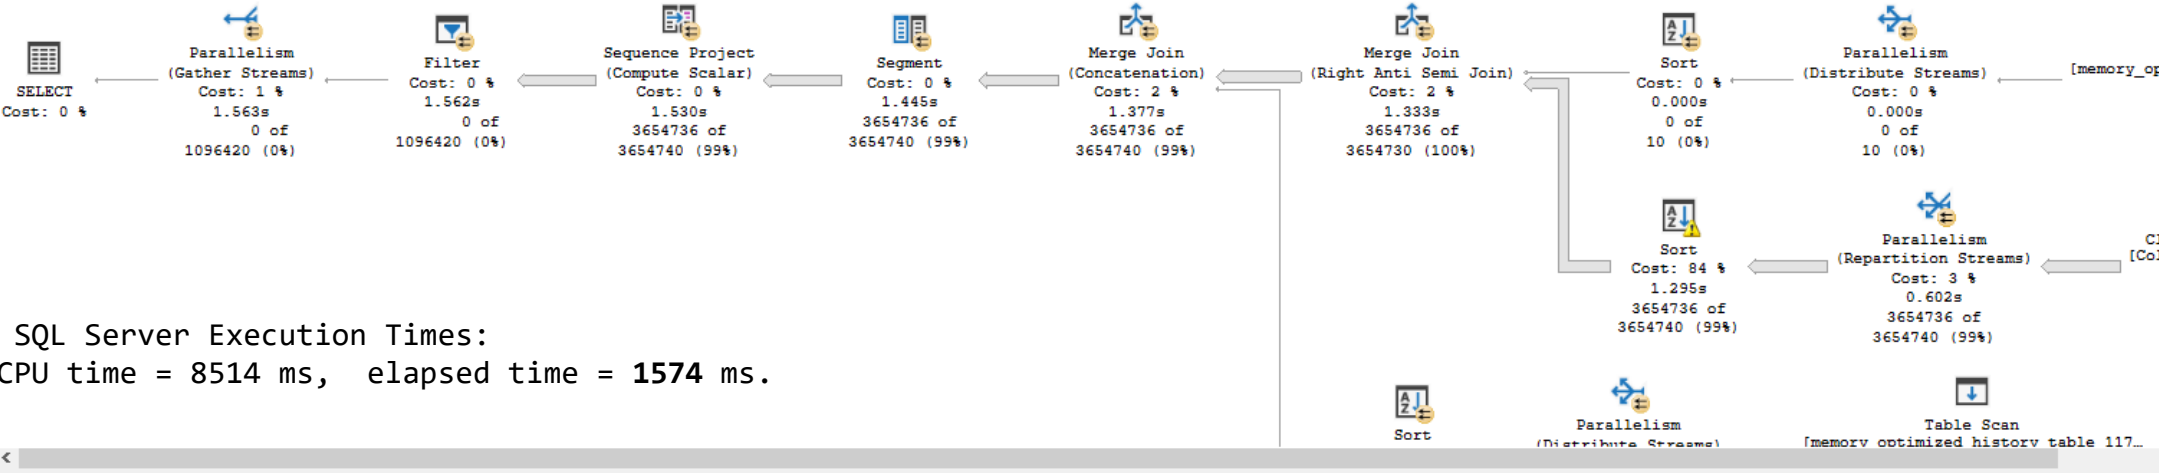 SELECT
Cost: 0 %
Parallelism
(Gather Streams)
Cost: 1 %
1.563s
0 of
1096420 (0%)
Filter
Cost: 0 %
1.562s
0 of
1096420 (0%)
Sequence Project
(Compute Scalar)
Cost: 0 %
1.530s
3654736 of
3654740 (99%)
Segment
Cost: 0 %
1.445s
3654736 of
3654740 (99%)
Merge Join
(Concatenation)
Cost: 2 %
1.377s
3654736 of
3654740 (99%)
Merge Join
(Right Anti Semi Join)
Cost: 2 %
1.333s
3654736 of
3654730 (100%)
Sort
Cost: 0 %
0.000s
0 of
10 (0%)
Parallelism
(Distribute Streams)
Cost: 0 %
0.000s
0 of
10 (0%)
[memory_op
Sort
Cost: 84 %
1.295s
3654736 of
3654740 (99%)
Parallelism
(Repartition Streams)
Cost: 3 %
0.602s
3654736 of
3654740 (99%)
Cl
[Col
SQL Server Execution Times:
CPU time = 8514 ms,  elapsed time = 1574 ms.
Sort
Parallelism
(Distribute Streams)
Table Scan
[memory_optimized_history_table_117…